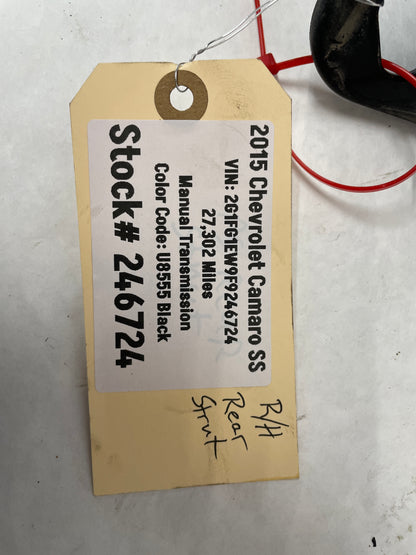 2015 Chevrolet Camaro SS
VIN: 2G1FG1EW9F9246724
27,302 Miles
Manual Transmission
Color Code: U8555 Black
Stock# 246724
R/H
Rear
Strut